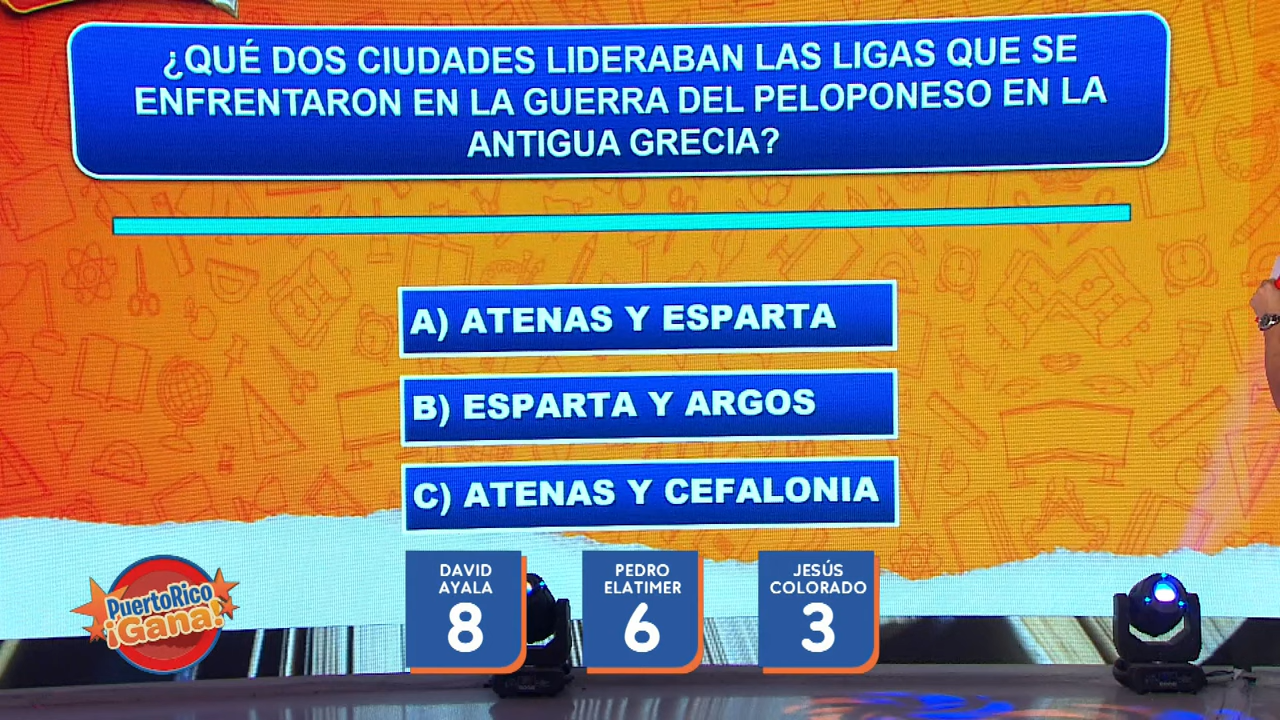 ¿QUÉ DOS CIUDADES LIDERABAN LAS LIGAS QUE SE
ENFRENTARON EN LA GUERRA DEL PELOPONESO EN LA
ANTIGUA GRECIA?
A) ATENAS Y ESPARTA
B) ESPARTA Y ARGOS
C) ATENAS Y CEFALONIA
PuertoRico
¡Gana!
DAVID
AYALA
8
PEDRO
ELATIMER
6
JESÚS
COLORADO
3